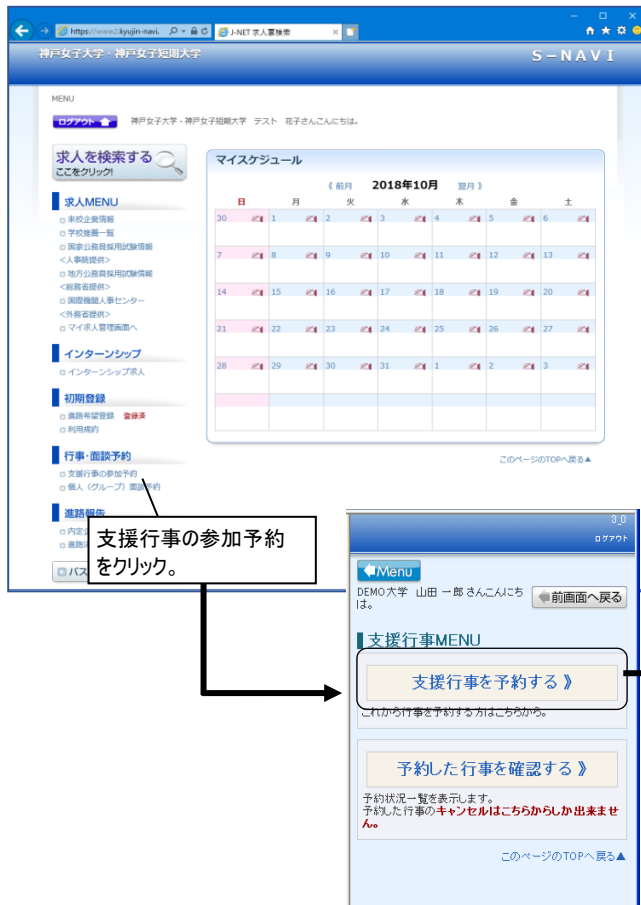 https://www2.kyujin-navi.
J-NET 求人票検索
神戸女子大学・神戸女子短期大学
S-NAVI
MENU
ログアウト
神戸女子大学・神戸女子短期大学 テスト 花子さんこんにちは。
求人を検索する
ここをクリック!
マイスケジュール
《 前月 2018年10月 翌月 》
日 月 火 水 木 金 土
30 1 2 3 4 5 6
7 8 9 10 11 12 13
14 15 16 17 18 19 20
21 22 23 24 25 26 27
28 29 30 31 1 2 3
求人MENU
来校企業情報
学校推薦一覧
国家公務員採用試験情報
<人事院提供>
地方公務員採用試験情報
<総務省提供>
国際機関人事センター
<外務省提供>
マイ求人管理画面へ
インターンシップ
インターンシップ求人
初期登録
進路希望登録 登録済
利用規約
行事・面談予約
支援行事の参加予約
個人（グループ）面談予約
このページのTOPへ戻る▲
進路報告
内定
進路
パス
支援行事の参加予約
をクリック。
3_0
ログアウト
Menu
DEMO大学 山田 一郎 さんこんにち
は。
前画面へ戻る
支援行事MENU
支援行事を予約する 》
これから行事を予約する方はこちらから。
予約した行事を確認する 》
予約状況一覧を表示します。
予約した行事のキャンセルはこちらからしか出来ませ
ん。
このページのTOPへ戻る▲